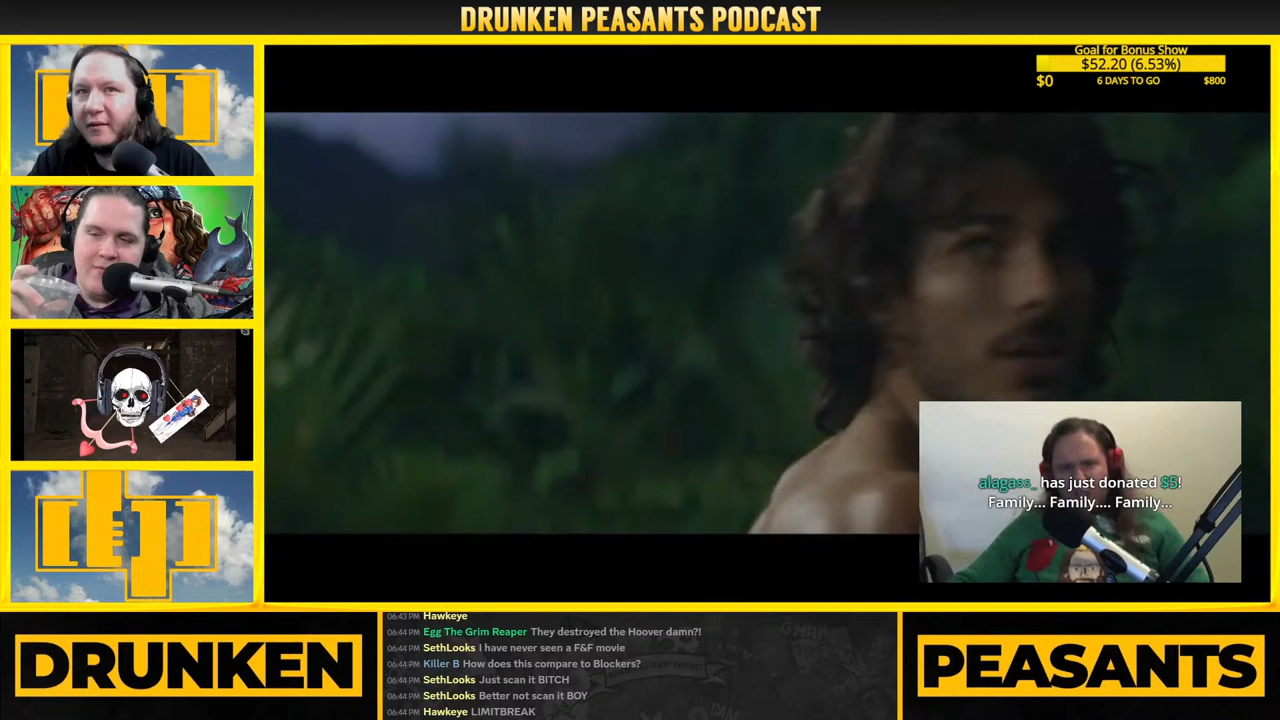 DRUNKEN PEASANTS PODCAST
Goal for Bonus Show
$52.20 (6.53%)
$0
6 DAYS TO GO
$800
alagass_ has just donated $5!
Family... Family.... Family...
06:43 PM Hawkeye
06:44 PM Egg The Grim Reaper They destroyed the Hoover damn?!
06:44 PM SethLooks I have never seen a F&F movie
06:44 PM Killer B How does this compare to Blockers?
06:44 PM SethLooks Just scan it BITCH
06:44 PM SethLooks Better not scan it BOY
06:44 PM Hawkeye LIMITBREAK
DRUNKEN
PEASANTS